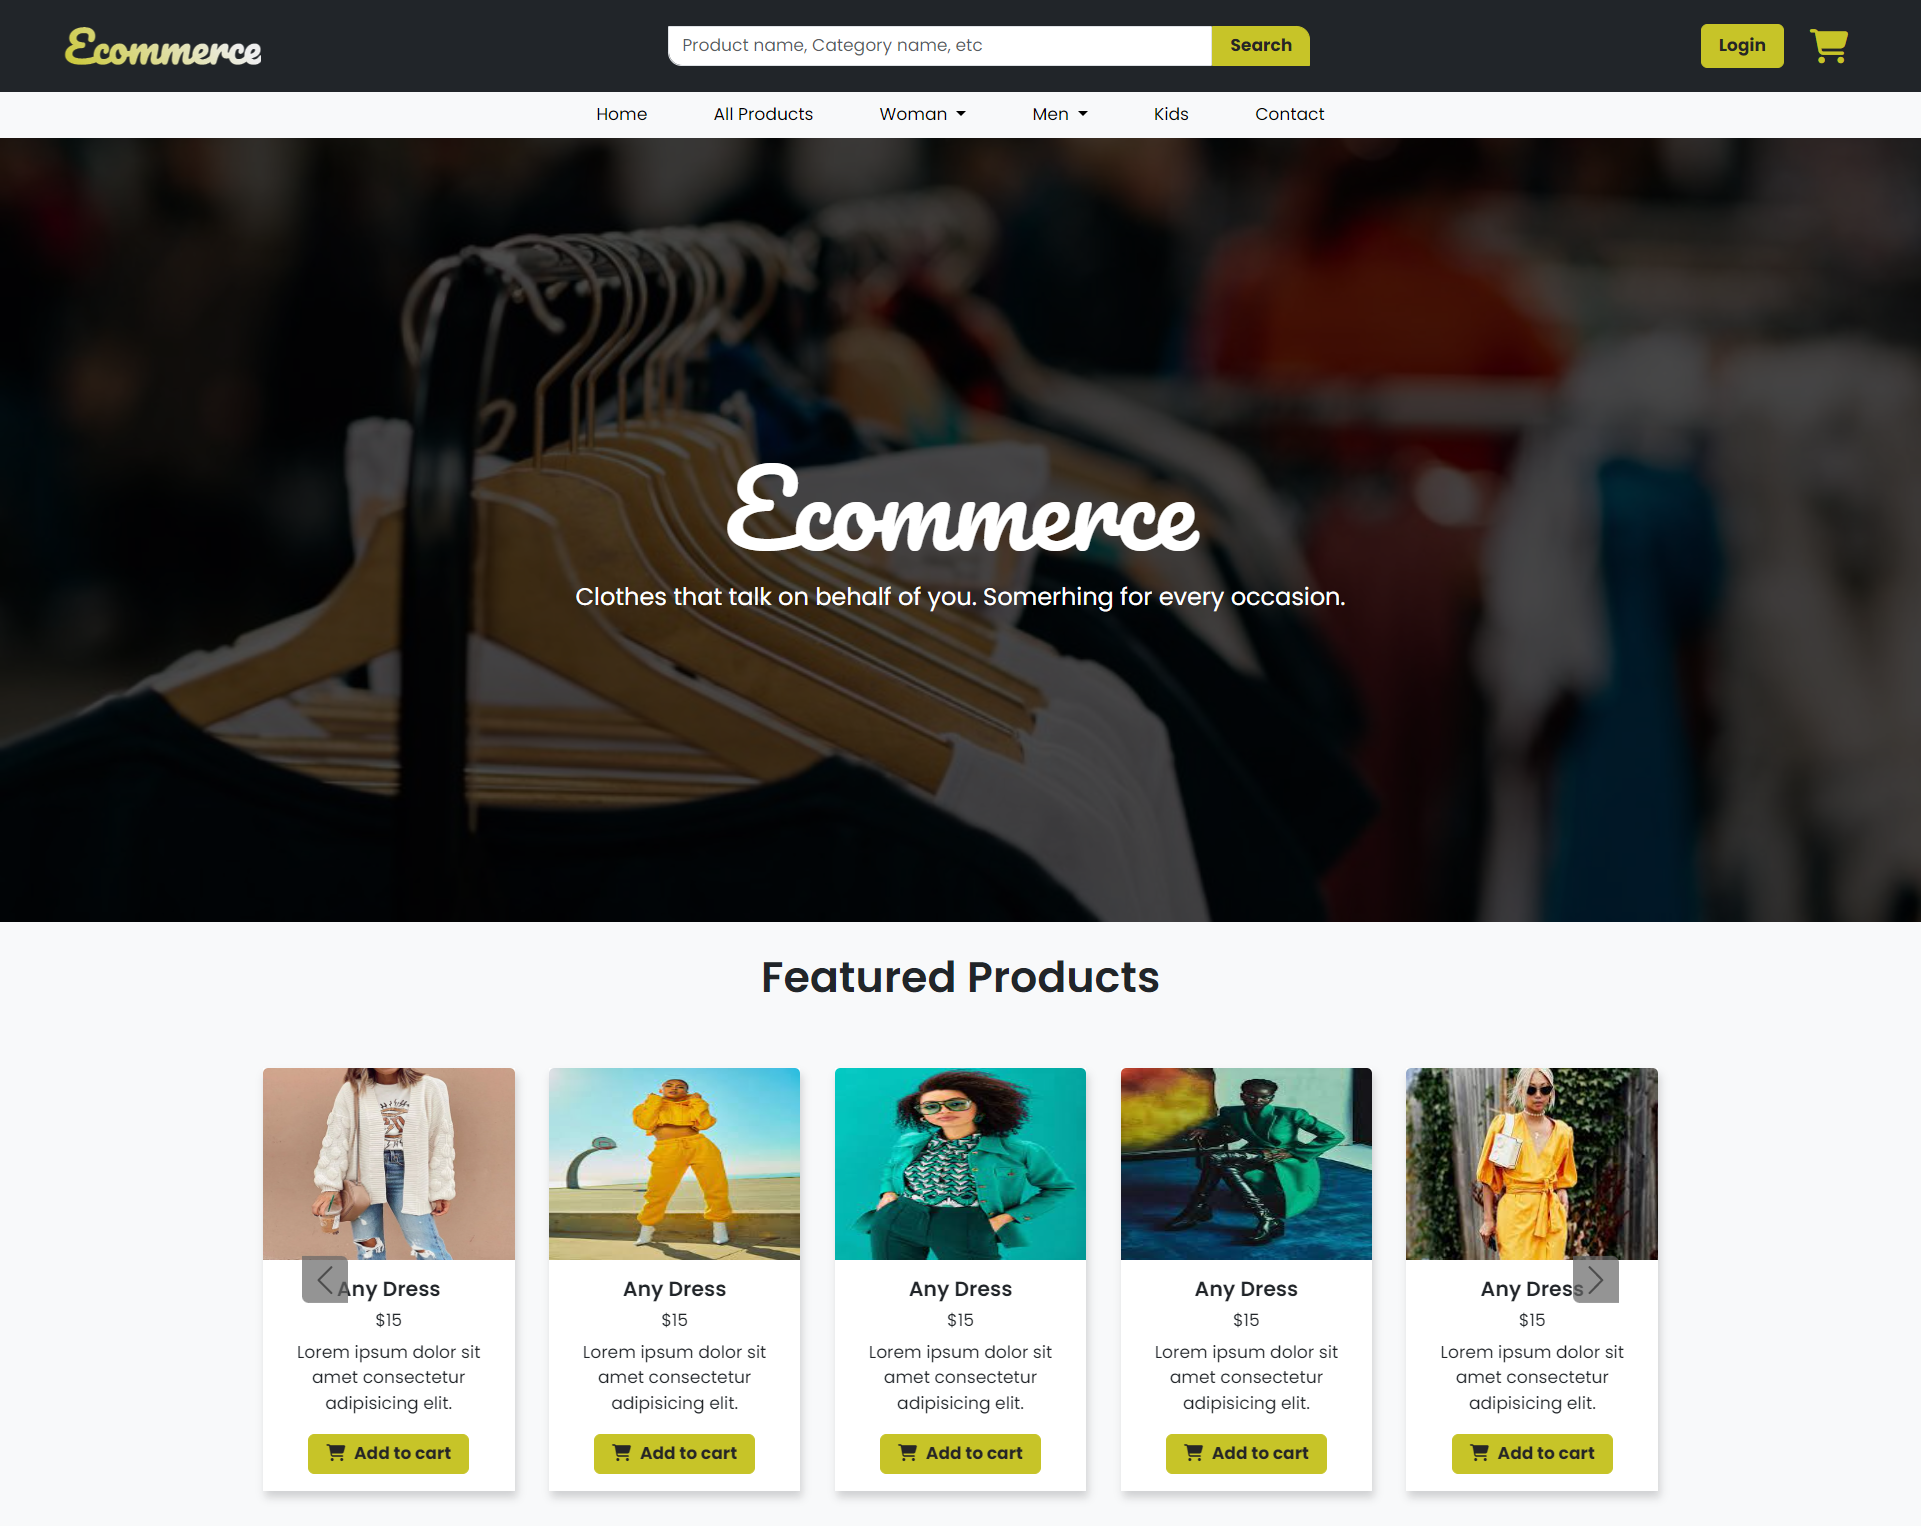 Ecommerce
Product name, Category name, etc
Search
Login
Home
All Products
Woman
Men
Kids
Contact
Ecommerce
Clothes that talk on behalf of you. Somerhing for every occasion.
Featured Products
Any Dress
$15
Lorem ipsum dolor sit
amet consectetur
adipisicing elit.
Add to cart
Any Dress
$15
Lorem ipsum dolor sit
amet consectetur
adipisicing elit.
Add to cart
Any Dress
$15
Lorem ipsum dolor sit
amet consectetur
adipisicing elit.
Add to cart
Any Dress
$15
Lorem ipsum dolor sit
amet consectetur
adipisicing elit.
Add to cart
Any Dress
$15
Lorem ipsum dolor sit
amet consectetur
adipisicing elit.
Add to cart